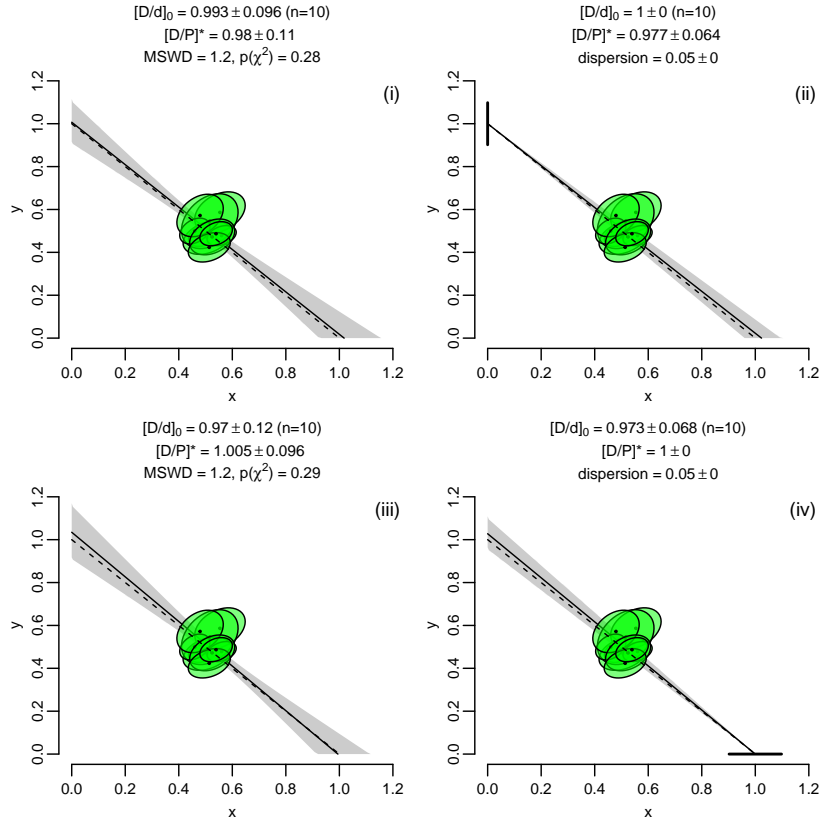 [D/d]₀ = 0.993 ± 0.096 (n=10)
[D/P]* = 0.98 ± 0.11
MSWD = 1.2, p(χ²) = 0.28
(i)
y
0.0 0.2 0.4 0.6 0.8 1.0 1.2
0.0 0.2 0.4 0.6 0.8 1.0 1.2
x
[D/d]₀ = 1 ± 0 (n=10)
[D/P]* = 0.977 ± 0.064
dispersion = 0.05 ± 0
(ii)
y
0.0 0.2 0.4 0.6 0.8 1.0 1.2
0.0 0.2 0.4 0.6 0.8 1.0 1.2
x
[D/d]₀ = 0.97 ± 0.12 (n=10)
[D/P]* = 1.005 ± 0.096
MSWD = 1.2, p(χ²) = 0.29
(iii)
y
0.0 0.2 0.4 0.6 0.8 1.0 1.2
0.0 0.2 0.4 0.6 0.8 1.0 1.2
x
[D/d]₀ = 0.973 ± 0.068 (n=10)
[D/P]* = 1 ± 0
dispersion = 0.05 ± 0
(iv)
y
0.0 0.2 0.4 0.6 0.8 1.0 1.2
0.0 0.2 0.4 0.6 0.8 1.0 1.2
x